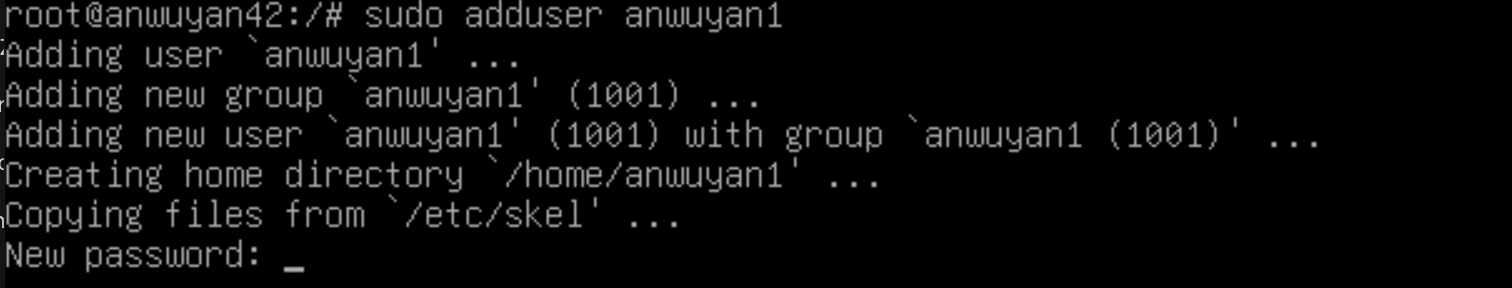 root@anwuyan42:/# sudo adduser anwuyan1
Adding user `anwuyan1' ...
Adding new group `anwuyan1' (1001) ...
Adding new user `anwuyan1' (1001) with group `anwuyan1 (1001)' ...
Creating home directory `/home/anwuyan1' ...
Copying files from `/etc/skel' ...
New password: _